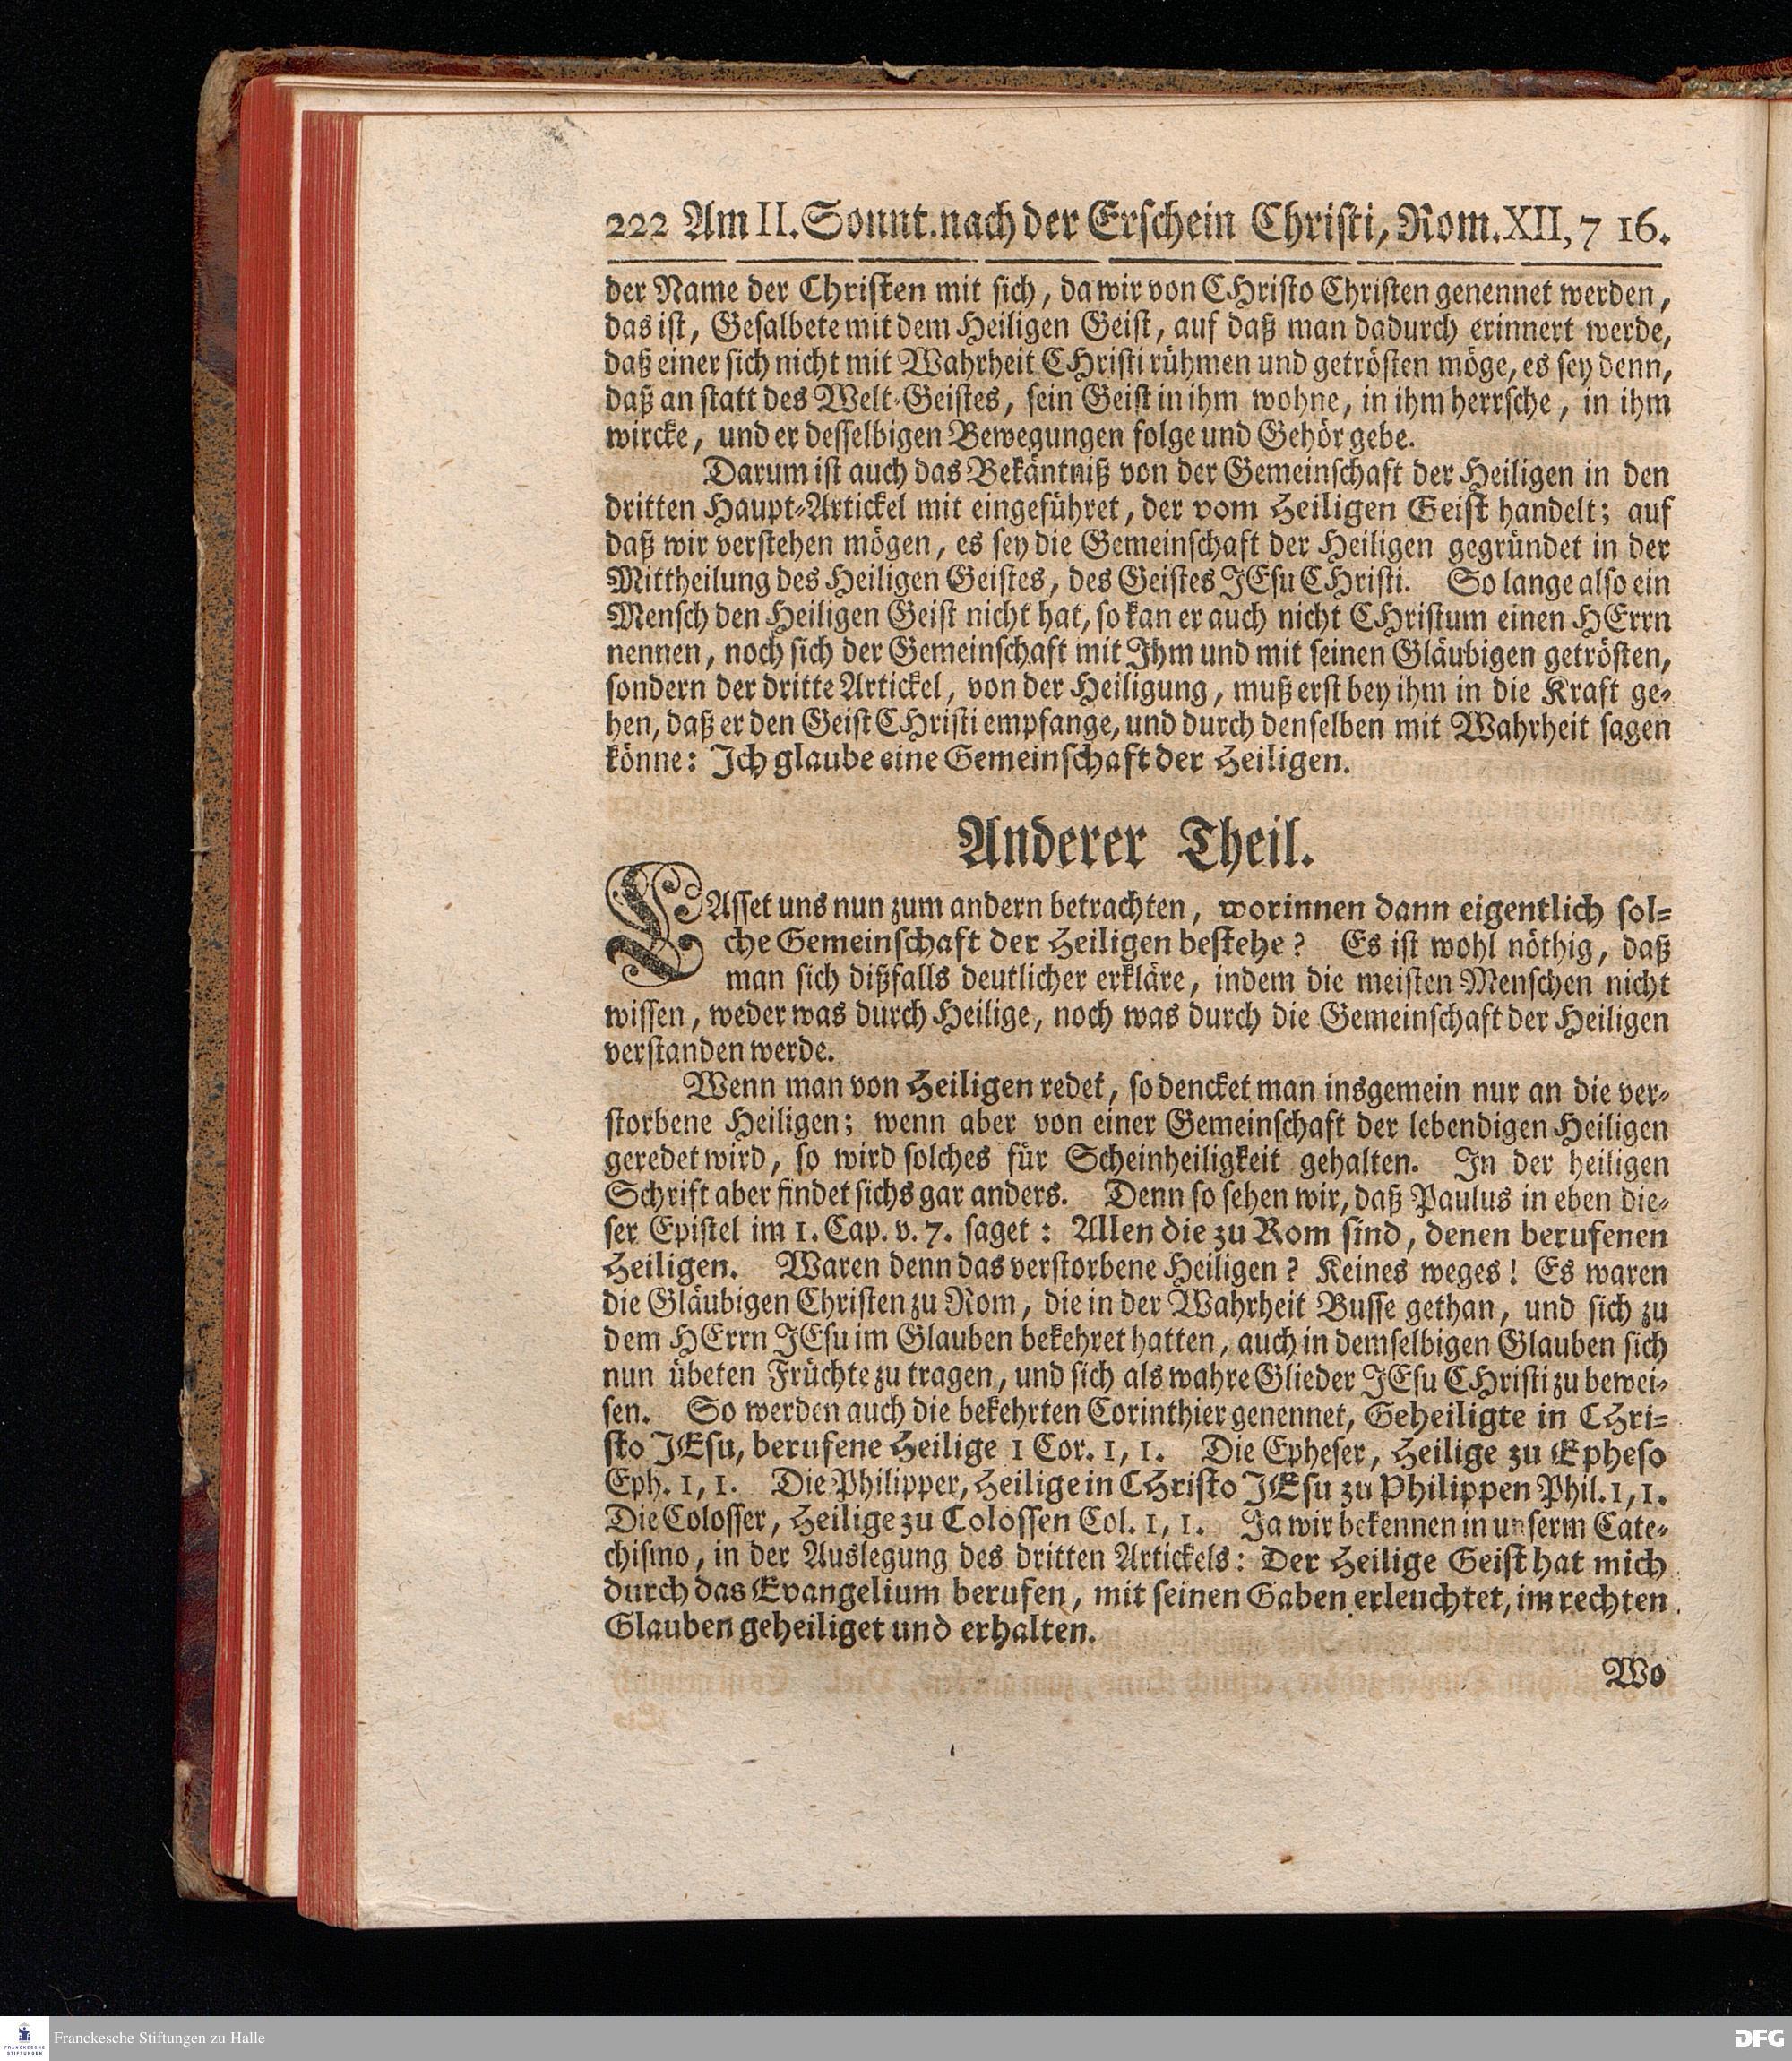 222 Am II. Sonnt. nach der Erschein Christi, Rom. XII, 7 16.
der Name der Christen mit sich, da wir von CHristo Christen genennet werden,
das ist, Gesalbete mit dem Heiligen Geist, auf daß man dadurch erinnert werde,
daß einer sich nicht mit Wahrheit CHristi rühmen und getrösten möge, es sey denn,
daß an statt des Welt-Geistes, sein Geist in ihm wohne, in ihm herrsche, in ihm
wircke, und er desselbigen Bewegungen folge und Gehör gebe.
Darum ist auch das Bekäntniß von der Gemeinschaft der Heiligen in den
dritten Haupt-Artickel mit eingeführet, der vom Heiligen Geist handelt; auf
daß wir verstehen mögen, es sey die Gemeinschaft der Heiligen gegründet in der
Mittheilung des Heiligen Geistes, des Geistes JEsu CHristi. So lange also ein
Mensch den Heiligen Geist nicht hat, so kan er auch nicht CHristum einen HErrn
nennen, noch sich der Gemeinschaft mit Ihm und mit seinen Gläubigen getrösten,
sondern der dritte Artickel, von der Heiligung, muß erst bey ihm in die Kraft ge-
hen, daß er den Geist CHristi empfange, und durch denselben mit Wahrheit sagen
könne: Ich glaube eine Gemeinschaft der Heiligen.
Anderer Theil.
LAsset uns nun zum andern betrachten, worinnen dann eigentlich sol-
che Gemeinschaft der Heiligen bestehe? Es ist wohl nöthig, daß
man sich dißfalls deutlicher erkläre, indem die meisten Menschen nicht
wissen, weder was durch Heilige, noch was durch die Gemeinschaft der Heiligen
verstanden werde.
Wenn man von Heiligen redet, so dencket man insgemein nur an die ver-
storbene Heiligen; wenn aber von einer Gemeinschaft der lebendigen Heiligen
geredet wird, so wird solches für Scheinheiligkeit gehalten. In der heiligen
Schrift aber findet sichs gar anders. Denn so sehen wir, daß Paulus in eben die-
ser Epistel im 1. Cap. v. 7. saget: Allen die zu Rom sind, denen berufenen
Heiligen. Waren denn das verstorbene Heiligen? Keines weges! Es waren
die Gläubigen Christen zu Rom, die in der Wahrheit Busse gethan, und sich zu
dem HErrn JEsu im Glauben bekehret hatten, auch in demselbigen Glauben sich
nun übeten Früchte zu tragen, und sich als wahre Glieder JEsu CHristi zu bewei-
sen. So werden auch die bekehrten Corinthier genennet, Geheiligte in CHri-
sto JEsu, berufene Heilige 1 Cor. 1, 1. Die Epheser, Heilige zu Epheso
Eph. 1, 1. Die Philipper, Heilige in CHristo JEsu zu Philippen Phil. 1, 1.
Die Colosser, Heilige zu Colossen Col. 1, 1. Ja wir bekennen in unserm Cate-
chismo, in der Auslegung des dritten Artickels: Der Heilige Geist hat mich
durch das Evangelium berufen, mit seinen Gaben erleuchtet, im rechten
Glauben geheiliget und erhalten.
Wo
FRANCKESCHE STIFTUNGEN
Franckesche Stiftungen zu Halle
DFG